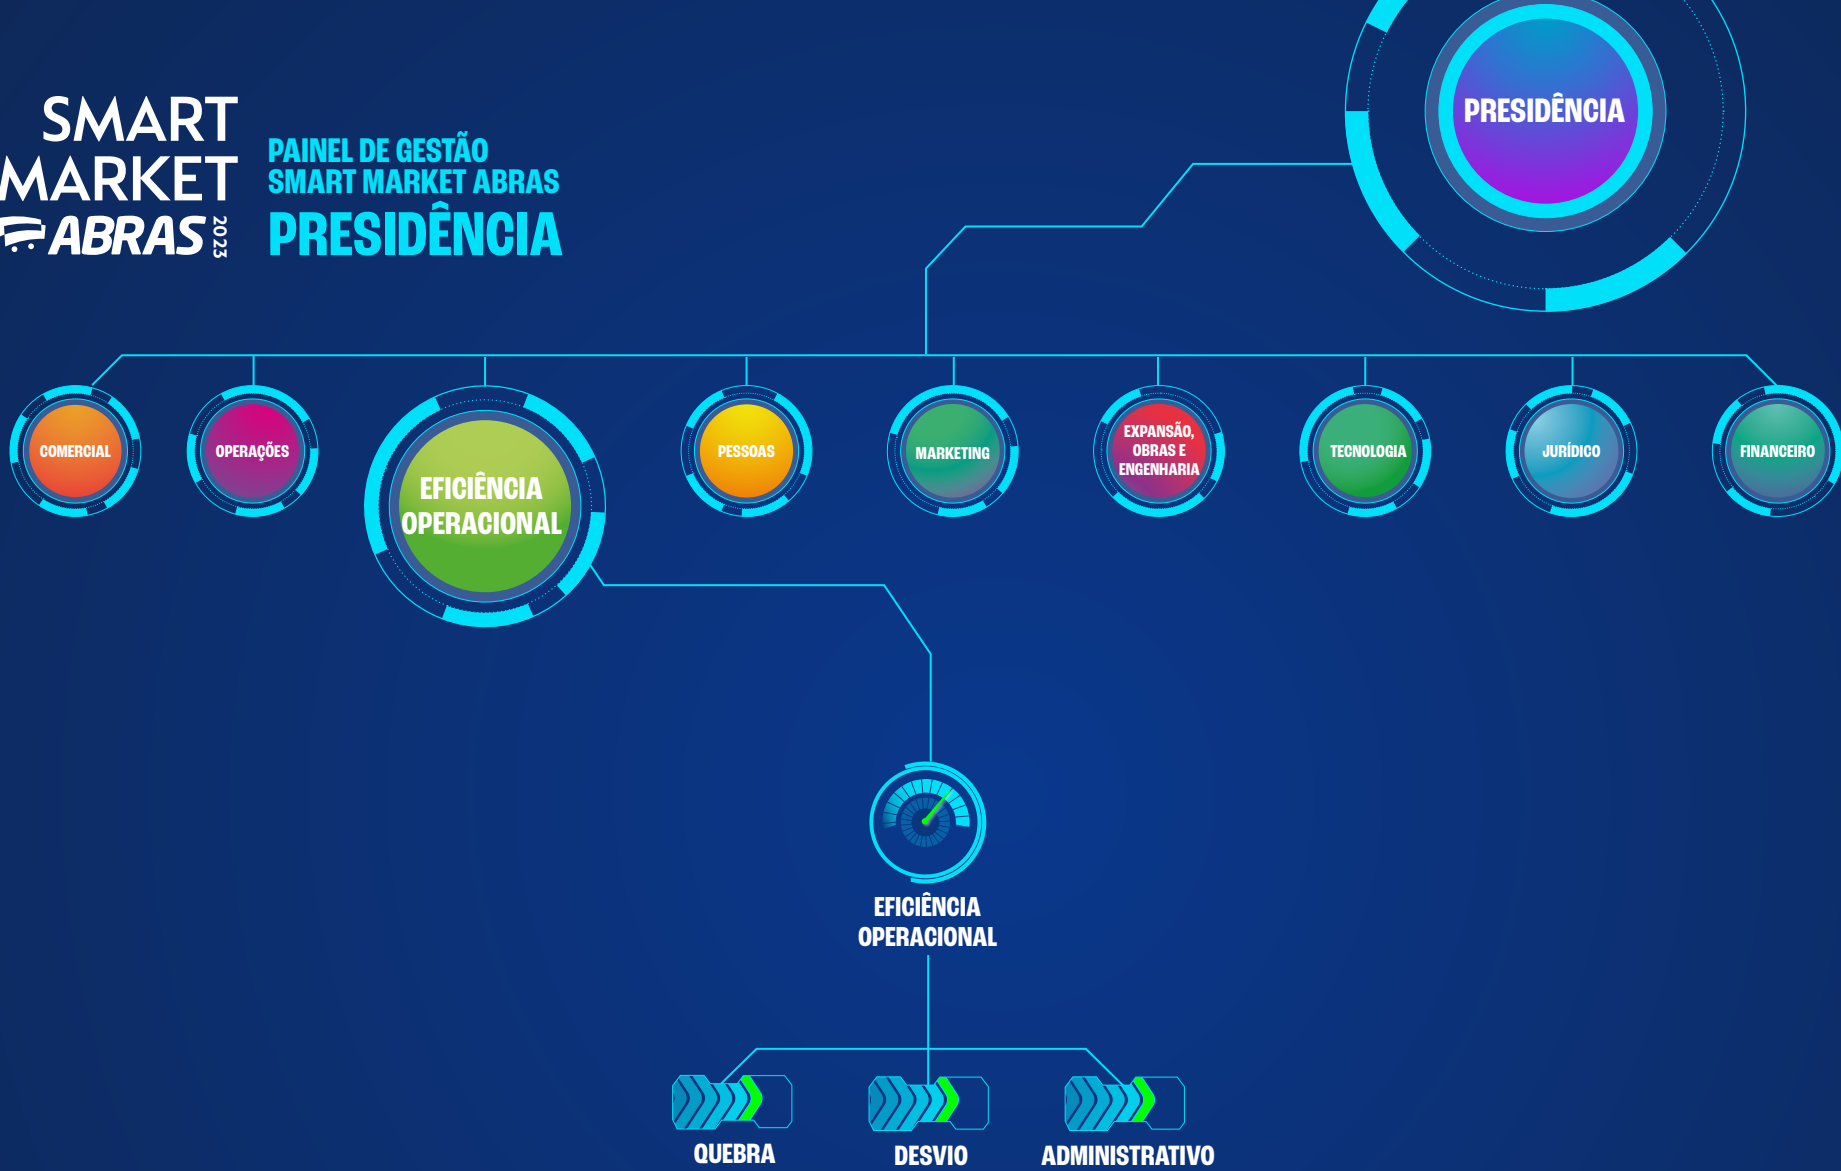 SMART
MARKET
ABRAS 2023
PAINEL DE GESTÃO
SMART MARKET ABRAS
PRESIDÊNCIA
PRESIDÊNCIA
COMERCIAL
OPERAÇÕES
EFICIÊNCIA
OPERACIONAL
PESSOAS
MARKETING
EXPANSÃO,
OBRAS E
ENGENHARIA
TECNOLOGIA
JURÍDICO
FINANCEIRO
EFICIÊNCIA
OPERACIONAL
QUEBRA
DESVIO
ADMINISTRATIVO